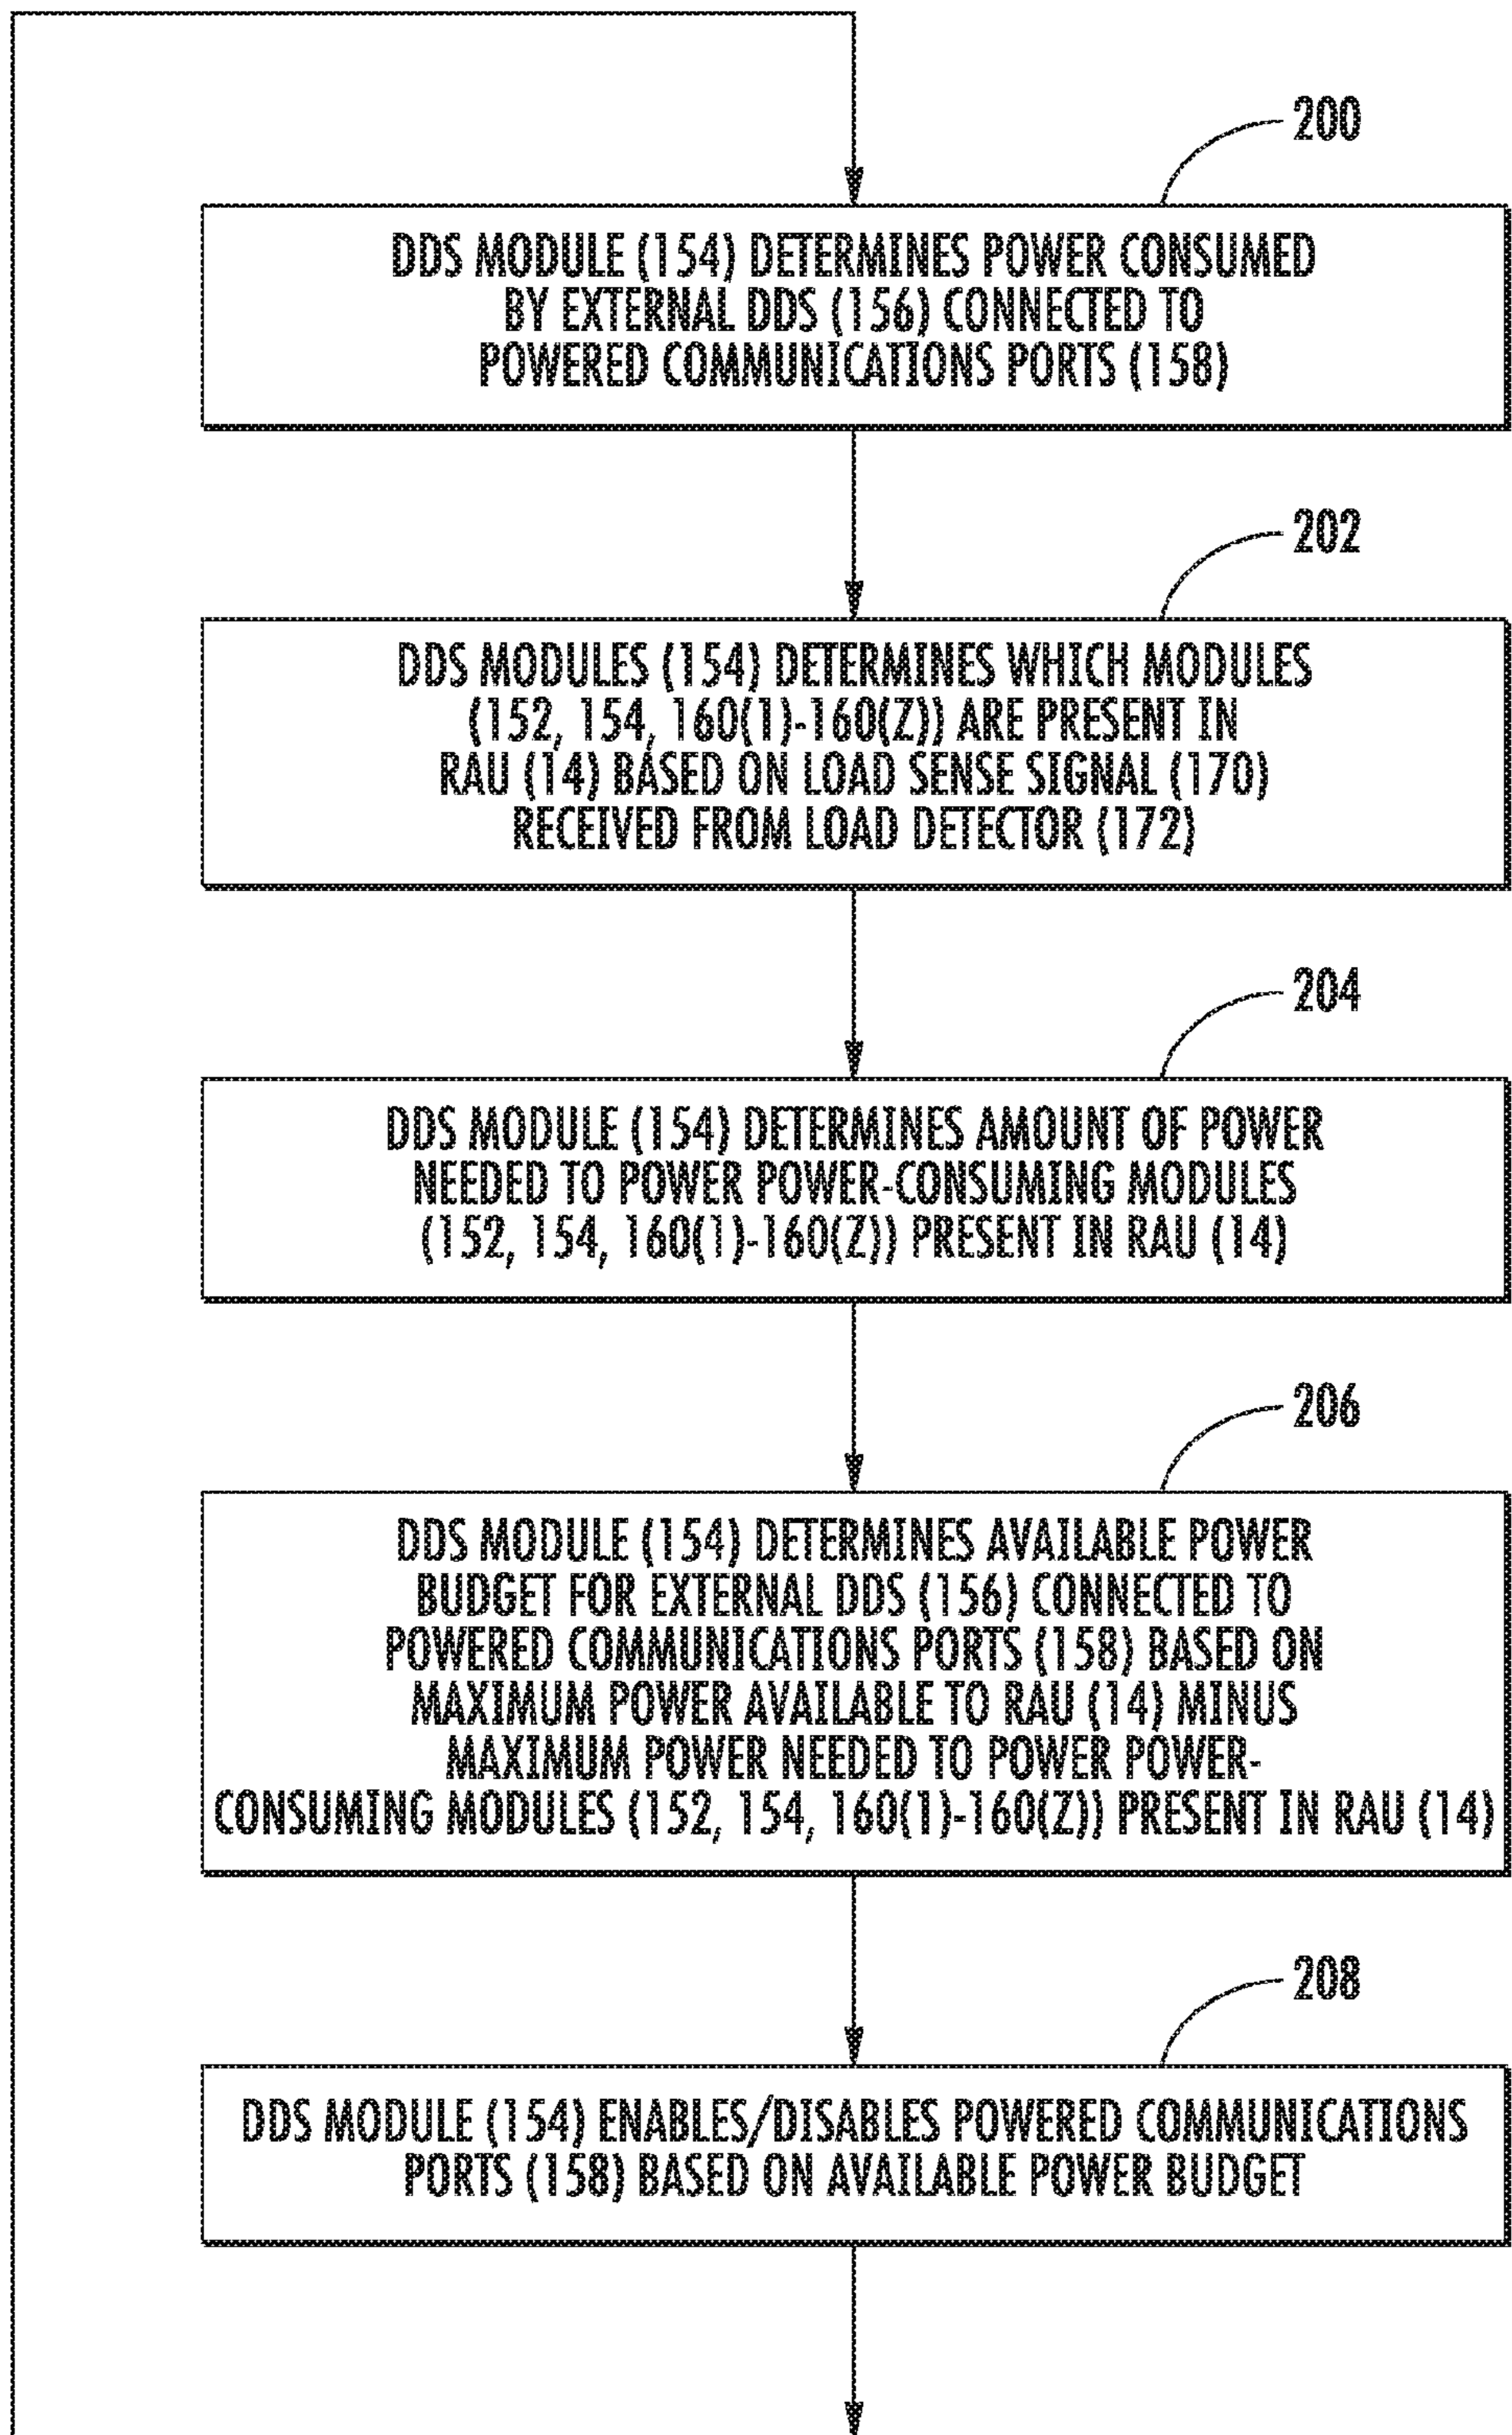 200
DDS MODULE (154) DETERMINES POWER CONSUMED
BY EXTERNAL DDS (156) CONNECTED TO
POWERED COMMUNICATIONS PORTS (158)
202
DDS MODULES (154) DETERMINES WHICH MODULES
(152, 154, 160(1)-160(Z)) ARE PRESENT IN
RAU (14) BASED ON LOAD SENSE SIGNAL (170)
RECEIVED FROM LOAD DETECTOR (172)
204
DDS MODULE (154) DETERMINES AMOUNT OF POWER
NEEDED TO POWER POWER-CONSUMING MODULES
(152, 154, 160(1)-160(Z)) PRESENT IN RAU (14)
206
DDS MODULE (154) DETERMINES AVAILABLE POWER
BUDGET FOR EXTERNAL DDS (156) CONNECTED TO
POWERED COMMUNICATIONS PORTS (158) BASED ON
MAXIMUM POWER AVAILABLE TO RAU (14) MINUS
MAXIMUM POWER NEEDED TO POWER POWER-
CONSUMING MODULES (152, 154, 160(1)-160(Z)) PRESENT IN RAU (14)
208
DDS MODULE (154) ENABLES/DISABLES POWERED COMMUNICATIONS
PORTS (158) BASED ON AVAILABLE POWER BUDGET